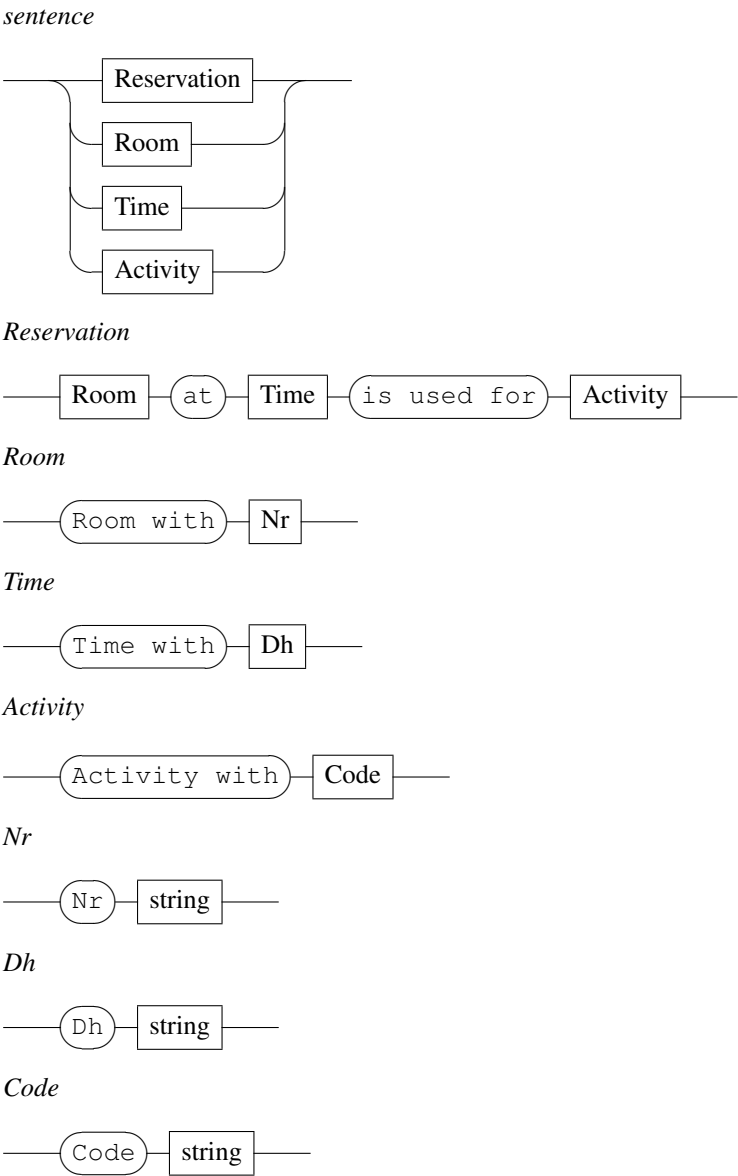 sentence
Reservation
Room
Time
Activity
Reservation
Room at Time is used for Activity
Room
Room with Nr
Time
Time with Dh
Activity
Activity with Code
Nr
Nr string
Dh
Dh string
Code
Code string